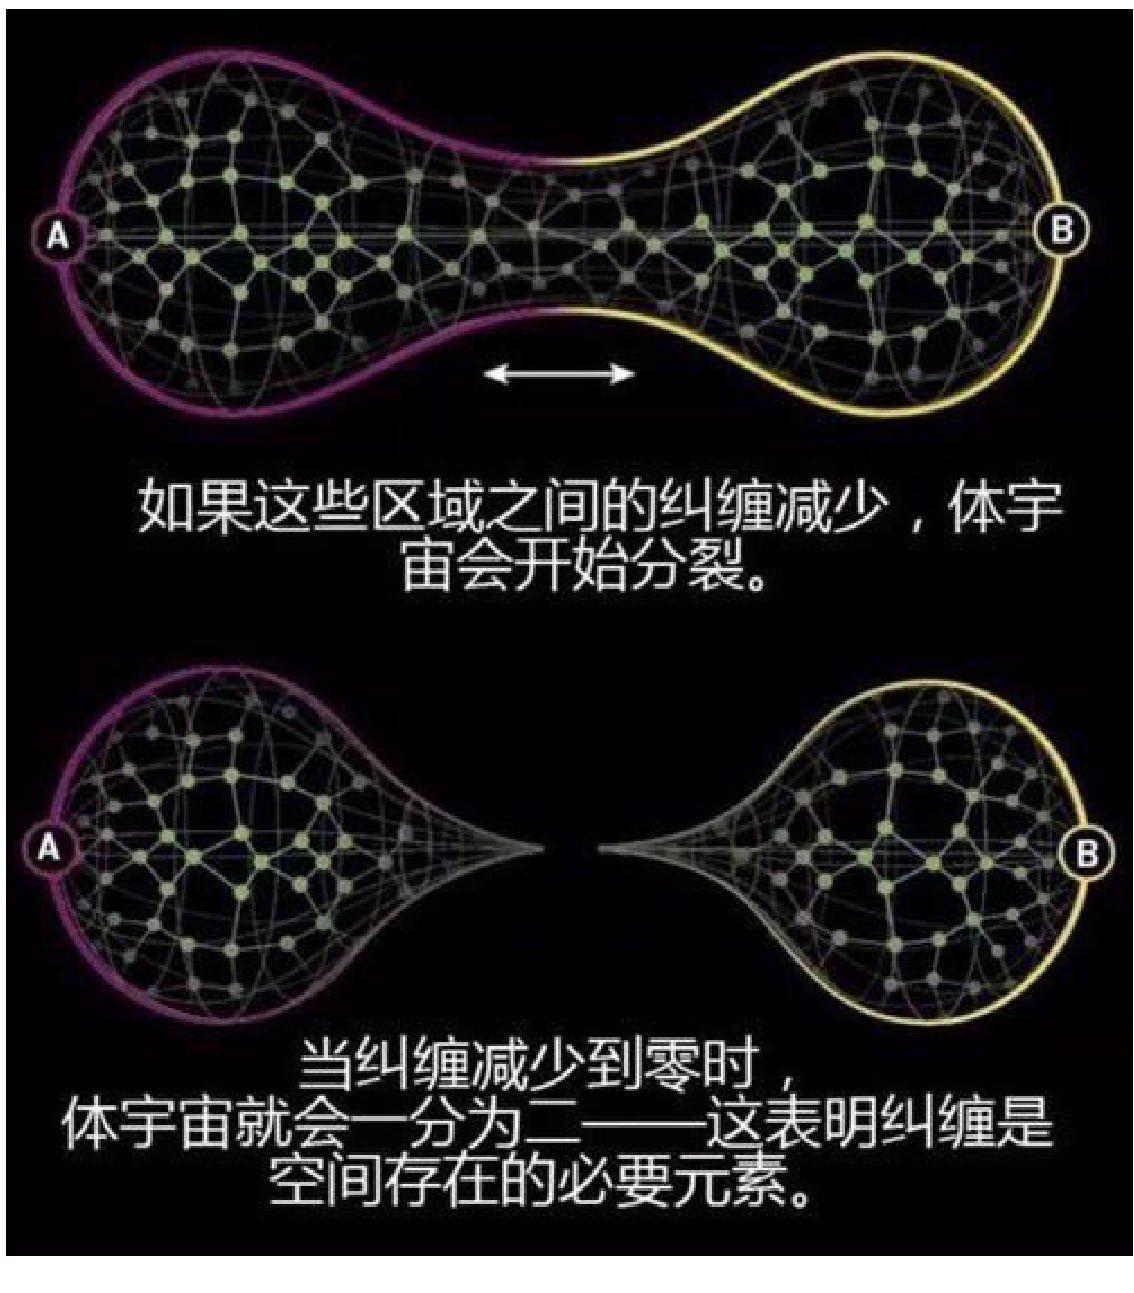 A
B
如果这些区域之间的纠缠减少，体宇
宙会开始分裂。
A
B
当纠缠减少到零时，
体宇宙就会一分为二——这表明纠缠是
空间存在的必要元素。